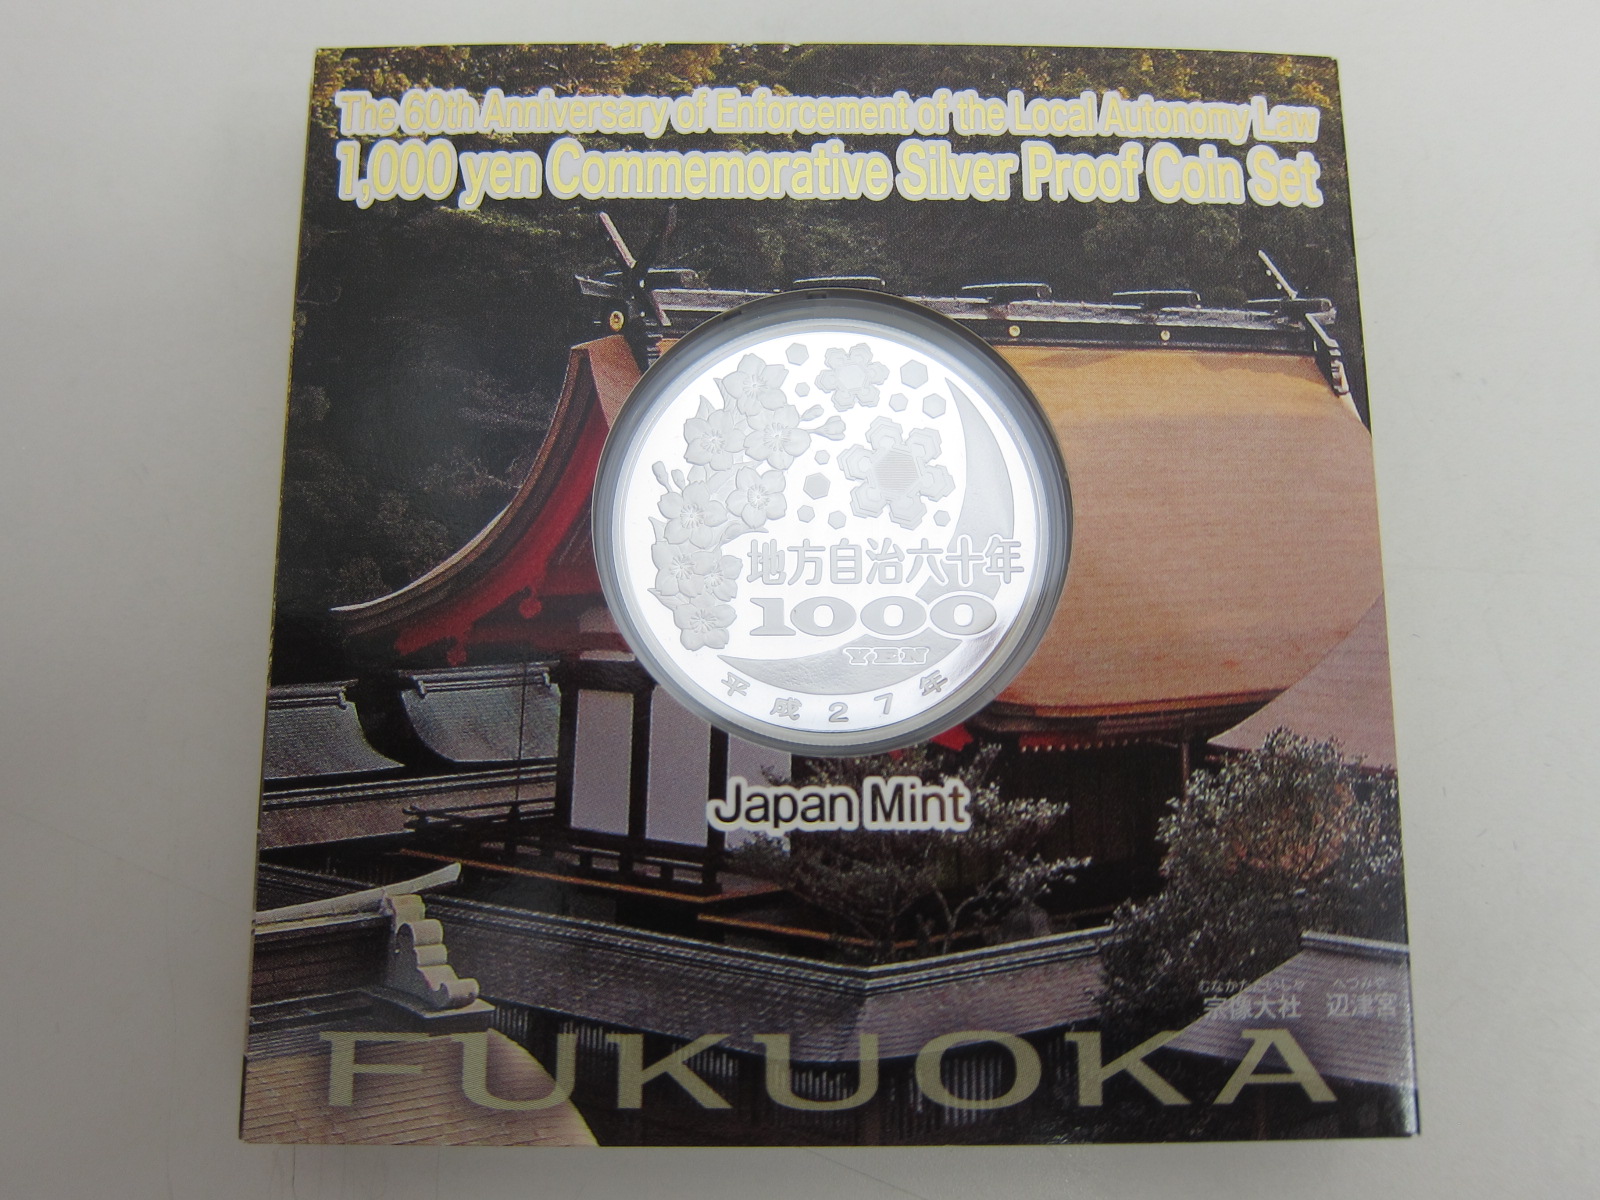 The 60th Anniversary of Enforcement of the Local Autonomy Law
1,000 yen Commemorative Silver Proof Coin Set
地方自治六十年
1000
YEN
平成27年
Japan Mint
むなかたたいしゃ へつみや
宗像大社 辺津宮
FUKUOKA